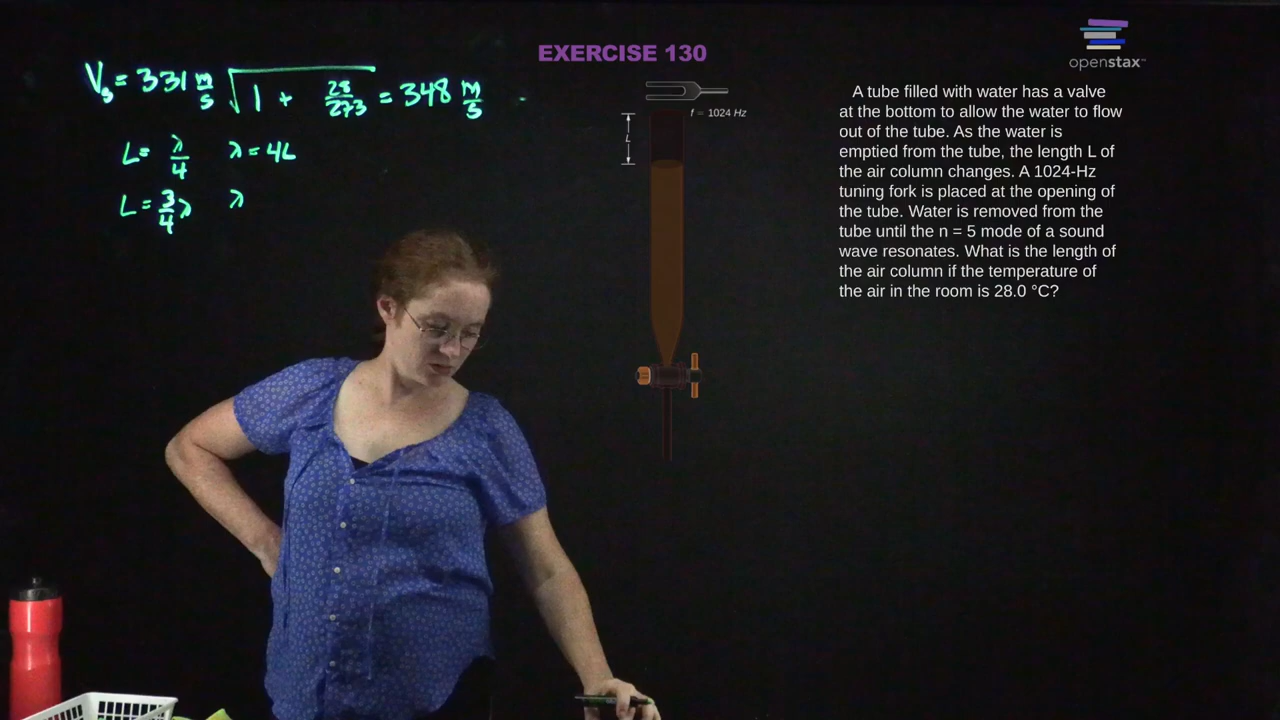 V_s = 331 m/s √(1 + 28/273) = 348 m/s
L = λ/4 λ = 4L
L = 3/4 λ λ
EXERCISE 130
f = 1024 Hz
L
openstax™
A tube filled with water has a valve
at the bottom to allow the water to flow
out of the tube. As the water is
emptied from the tube, the length L of
the air column changes. A 1024-Hz
tuning fork is placed at the opening of
the tube. Water is removed from the
tube until the n = 5 mode of a sound
wave resonates. What is the length of
the air column if the temperature of
the air in the room is 28.0 °C?